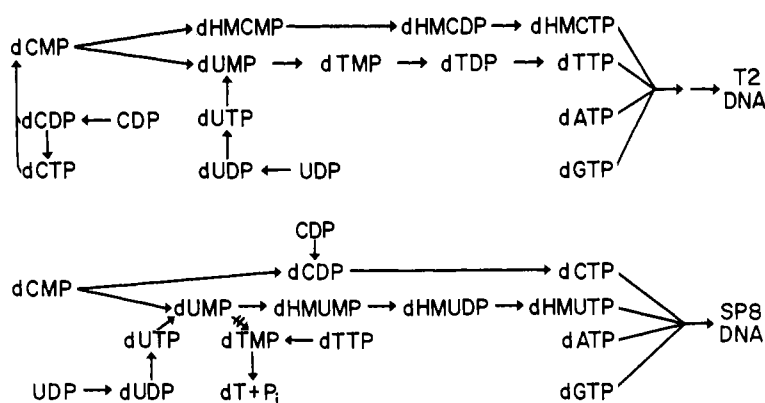 dCMP → dHMCMP → dHMCDP → dHMCTP
dUMP → dTMP → dTDP → dTTP → → T2 DNA
dCDP ← CDP dUTP dATP
dCTP dUDP ← UDP dGTP
CDP
dCMP → dCDP → dCTP
dUMP → dHMUMP → dHMUDP → dHMUTP → SP8 DNA
dUTP dTMP ← dTTP dATP
UDP → dUDP dT+Pi dGTP